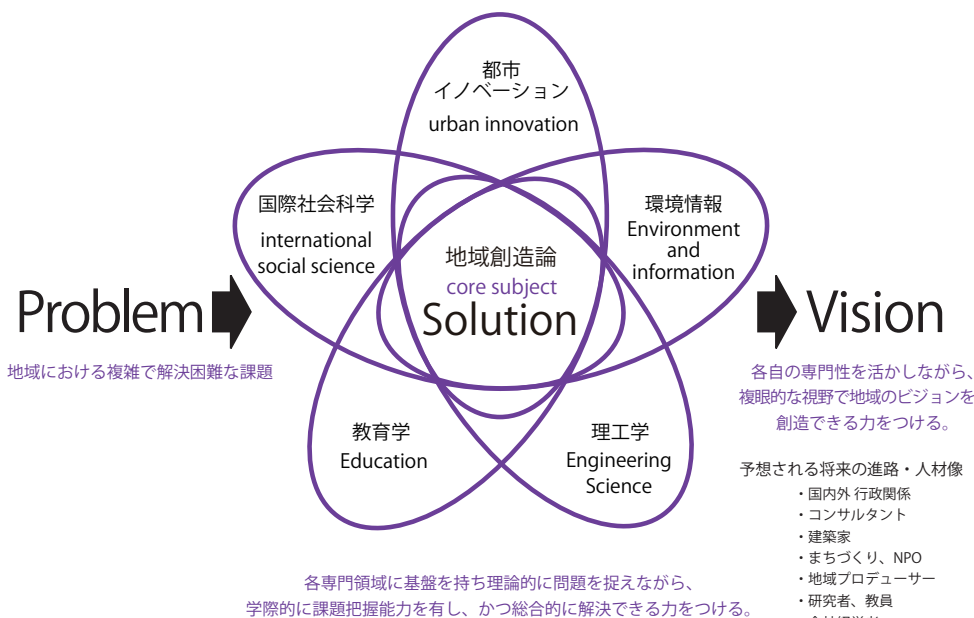 都市
イノベーション
urban innovation
国際社会科学
international
social science
環境情報
Environment
and
information
地域創造論
core subject
Solution
Problem
地域における複雑で解決困難な課題
Vision
各自の専門性を活かしながら、
複眼的な視野で地域のビジョンを
創造できる力をつける。
教育学
Education
理工学
Engineering
Science
予想される将来の進路・人材像
・国内外 行政関係
・コンサルタント
・建築家
・まちづくり、NPO
・地域プロデューサー
・研究者、教員
各専門領域に基盤を持ち理論的に問題を捉えながら、
学際的に課題把握能力を有し、かつ総合的に解決できる力をつける。